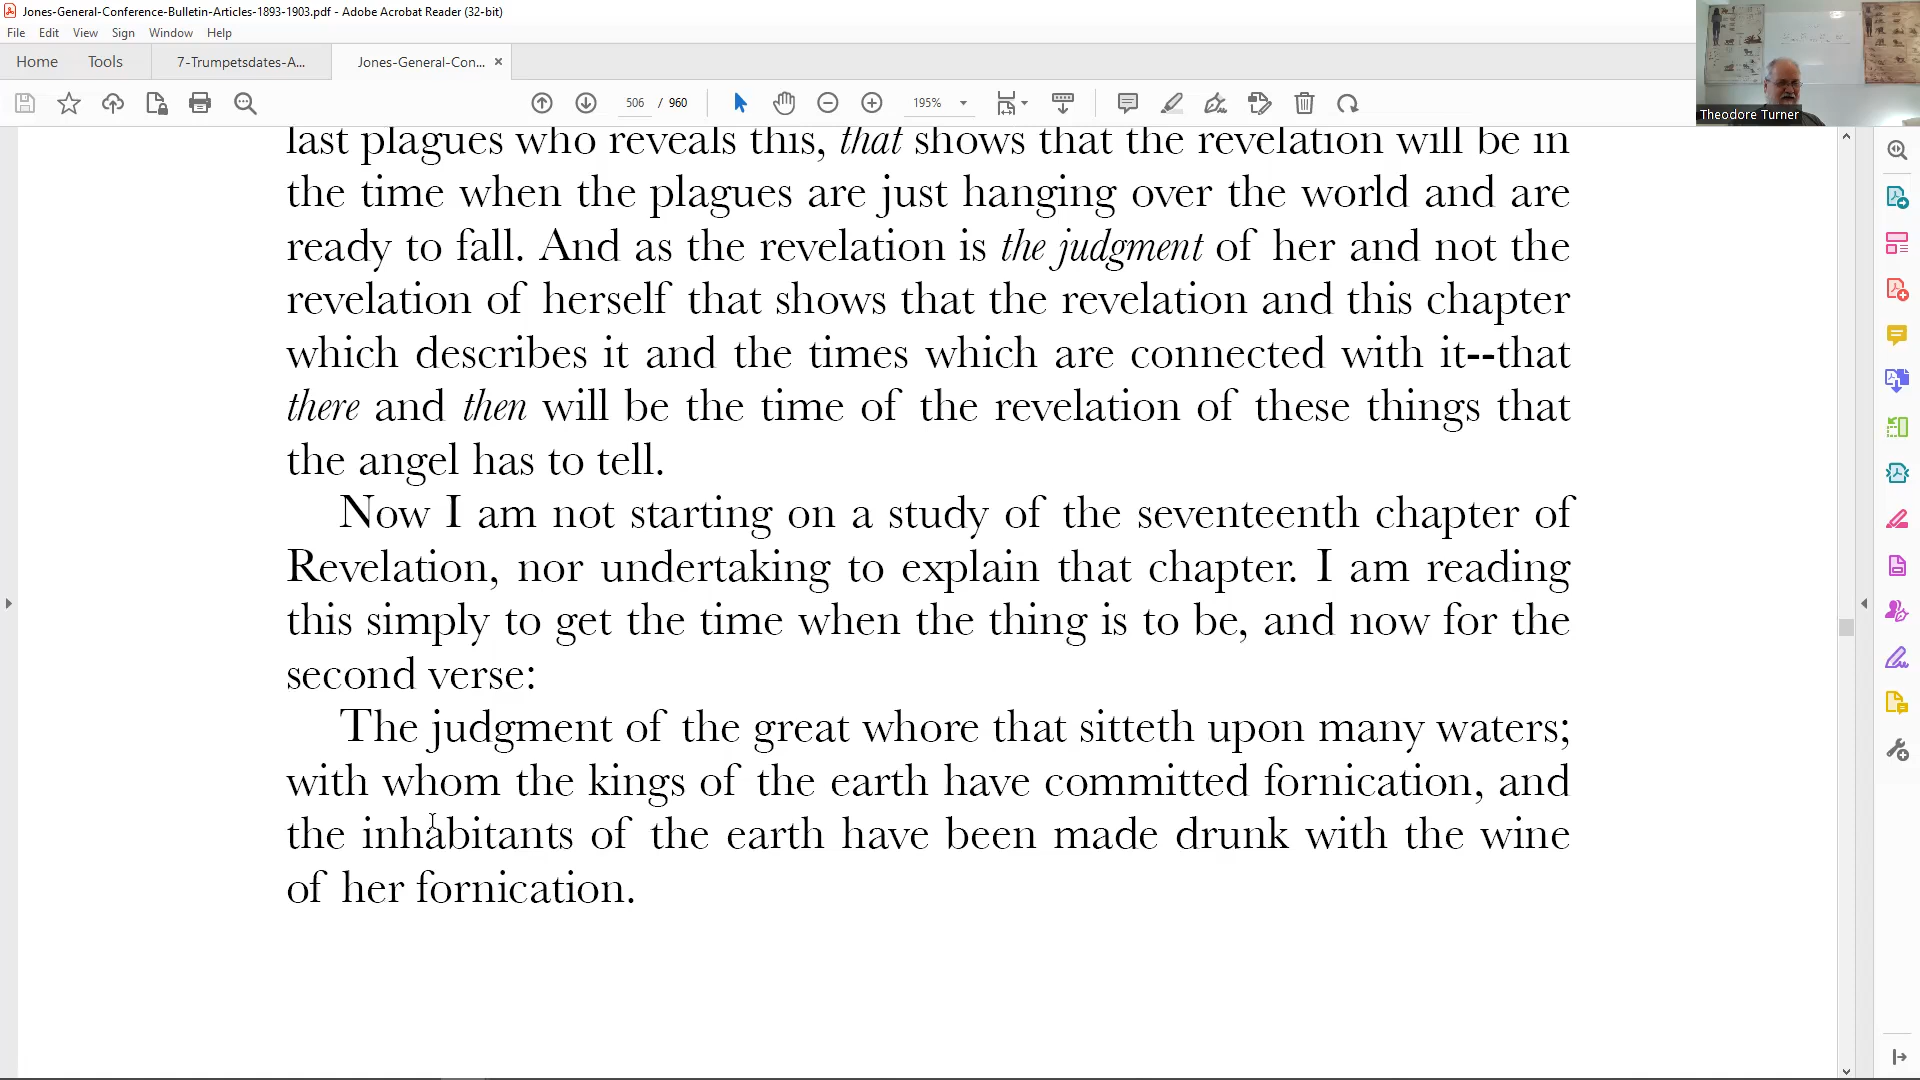 Jones-General-Conference-Bulletin-Articles-1893-1903.pdf - Adobe Acrobat Reader (32-bit)
File Edit View Sign Window Help
Home Tools 7-Trumpetsdates-A... Jones-General-Con... ×
506 / 960 195%
Theodore Turner
last plagues who reveals this, that shows that the revelation will be in
the time when the plagues are just hanging over the world and are
ready to fall. And as the revelation is the judgment of her and not the
revelation of herself that shows that the revelation and this chapter
which describes it and the times which are connected with it--that
there and then will be the time of the revelation of these things that
the angel has to tell.
Now I am not starting on a study of the seventeenth chapter of
Revelation, nor undertaking to explain that chapter. I am reading
this simply to get the time when the thing is to be, and now for the
second verse:
The judgment of the great whore that sitteth upon many waters;
with whom the kings of the earth have committed fornication, and
the inhabitants of the earth have been made drunk with the wine
of her fornication.